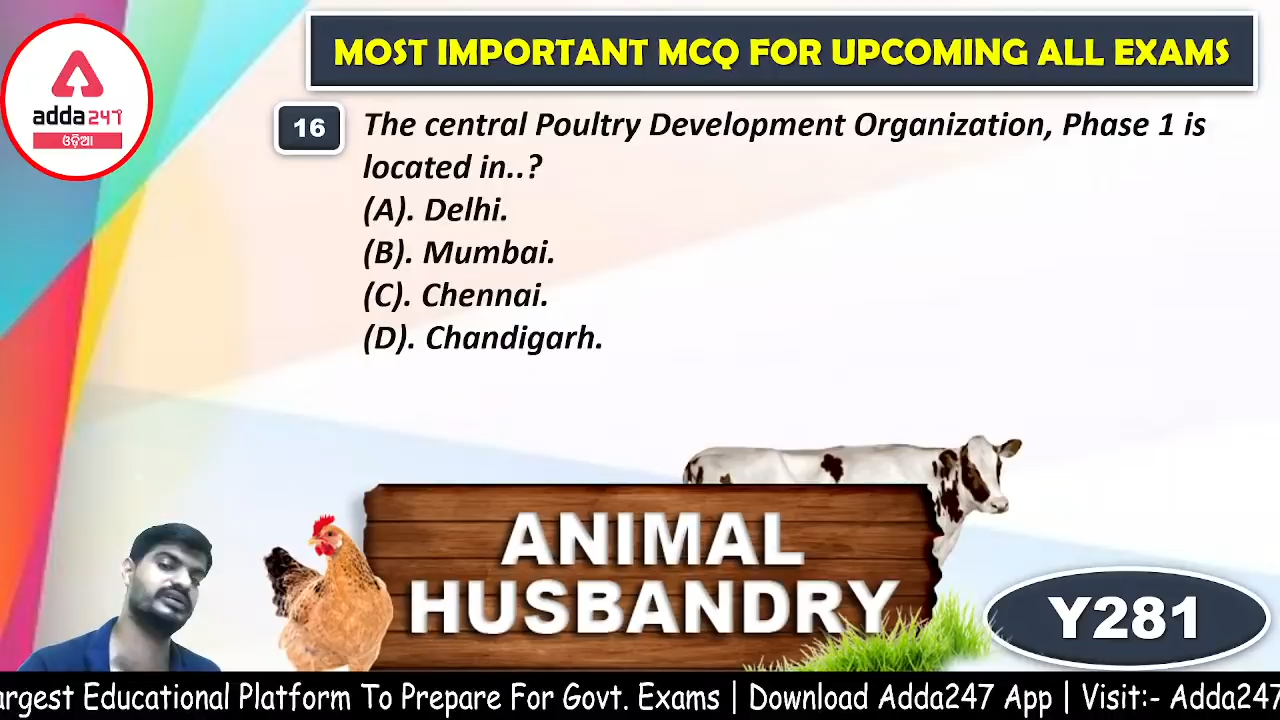 MOST IMPORTANT MCQ FOR UPCOMING ALL EXAMS
adda247
ଓଡ଼ିଆ
16
The central Poultry Development Organization, Phase 1 is
located in..?
(A). Delhi.
(B). Mumbai.
(C). Chennai.
(D). Chandigarh.
ANIMAL
HUSBANDRY
Y281
Educational Platform To Prepare For Govt. Exams | Download Adda247 App | Visit:- Adda247